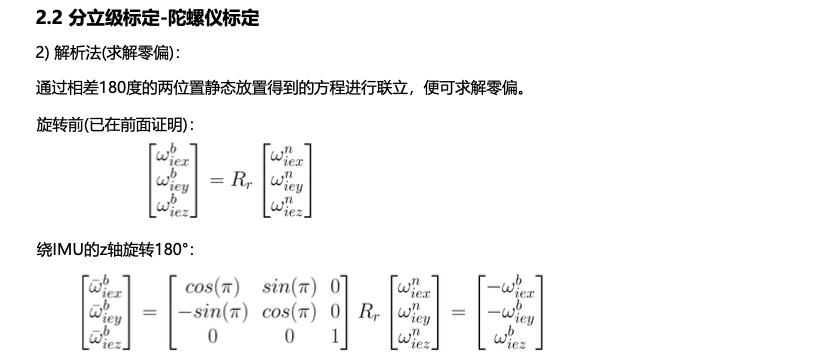 2.2 分立级标定-陀螺仪标定
2) 解析法(求解零偏):
通过相差180度的两位置静态放置得到的方程进行联立，便可求解零偏。
旋转前(已在前面证明):
\begin{bmatrix} \omega_{iex}^b \\ \omega_{iey}^b \\ \omega_{iez}^b \end{bmatrix} = R_r \begin{bmatrix} \omega_{iex}^n \\ \omega_{iey}^n \\ \omega_{iez}^n \end{bmatrix}
绕IMU的z轴旋转180°:
\begin{bmatrix} \bar{\omega}_{iex}^b \\ \bar{\omega}_{iey}^b \\ \bar{\omega}_{iez}^b \end{bmatrix} = \begin{bmatrix} cos(\pi) & sin(\pi) & 0 \\ -sin(\pi) & cos(\pi) & 0 \\ 0 & 0 & 1 \end{bmatrix} R_r \begin{bmatrix} \omega_{iex}^n \\ \omega_{iey}^n \\ \omega_{iez}^n \end{bmatrix} = \begin{bmatrix} -\omega_{iex}^b \\ -\omega_{iey}^b \\ \omega_{iez}^b \end{bmatrix}